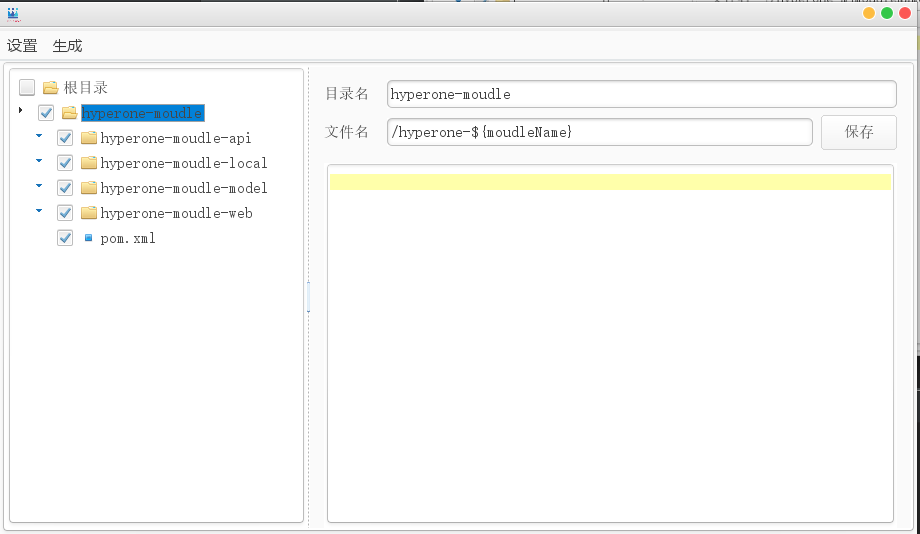 设置 生成
根目录
hyperone-moudle
hyperone-moudle-api
hyperone-moudle-local
hyperone-moudle-model
hyperone-moudle-web
pom.xml
目录名 hyperone-moudle
文件名 /hyperone-${moudleName} 保存